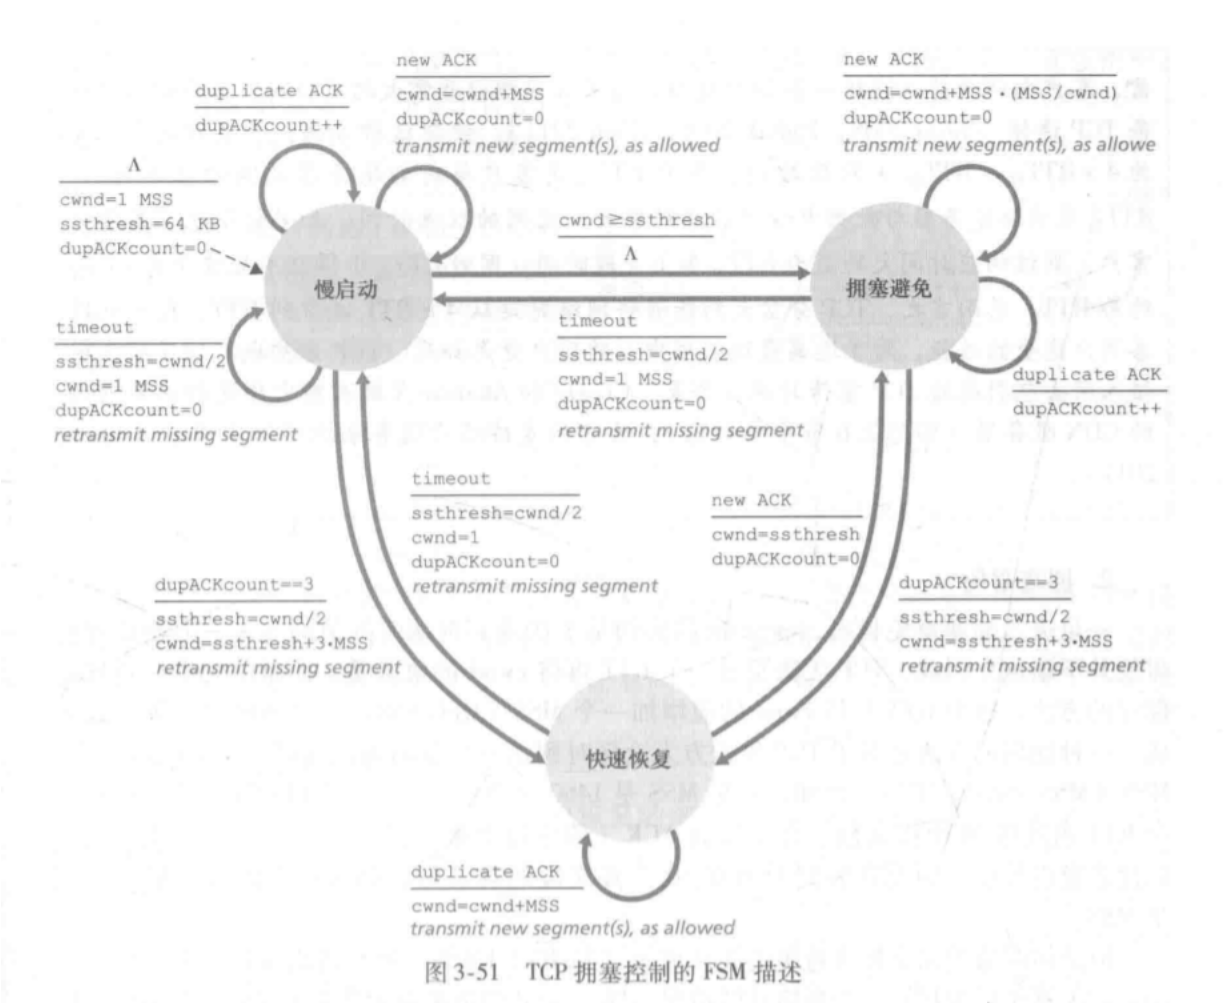 new ACK
cwnd=cwnd+MSS
dupACKcount=0
transmit new segment(s), as allowed
new ACK
cwnd=cwnd+MSS·(MSS/cwnd)
dupACKcount=0
transmit new segment(s), as allowe
duplicate ACK
dupACKcount++
Λ
cwnd=1 MSS
ssthresh=64 KB
dupACKcount=0
慢启动
cwnd≥ssthresh
Λ
拥塞避免
timeout
ssthresh=cwnd/2
cwnd=1 MSS
dupACKcount=0
retransmit missing segment
timeout
ssthresh=cwnd/2
cwnd=1 MSS
dupACKcount=0
retransmit missing segment
duplicate ACK
dupACKcount++
timeout
ssthresh=cwnd/2
cwnd=1
dupACKcount=0
retransmit missing segment
new ACK
cwnd=ssthresh
dupACKcount=0
dupACKcount==3
ssthresh=cwnd/2
cwnd=ssthresh+3·MSS
retransmit missing segment
dupACKcount==3
ssthresh=cwnd/2
cwnd=ssthresh+3·MSS
retransmit missing segment
快速恢复
duplicate ACK
cwnd=cwnd+MSS
transmit new segment(s), as allowed
图 3-51 TCP 拥塞控制的 FSM 描述